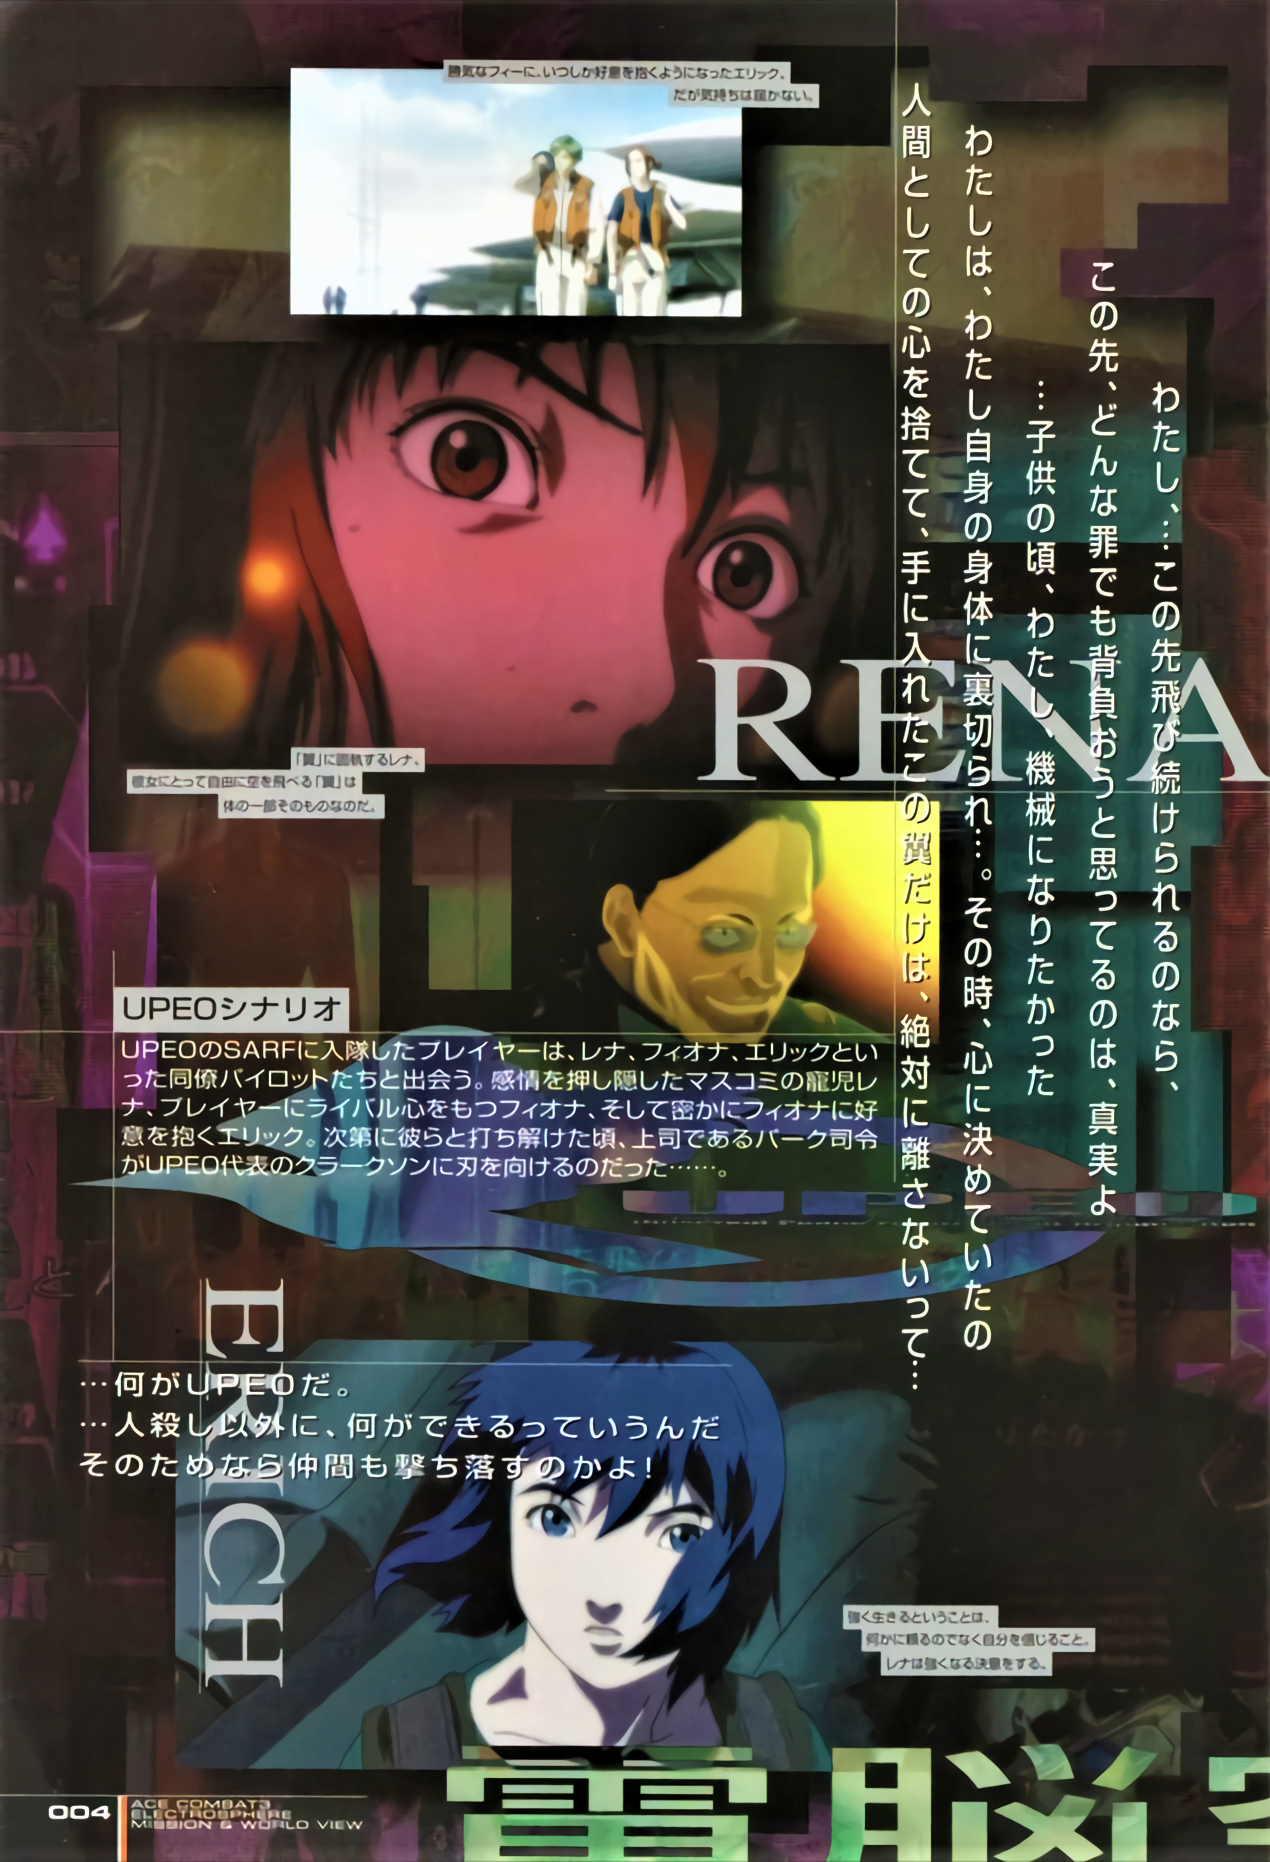 勝気なフィーに、いつしか好意を抱くようになったエリック。
だが気持ちは届かない。
わたし、…この先飛び続けられるのなら、
この先、どんな罪でも背負おうと思ってるのは、真実よ
…子供の頃、わたし、機械になりたかった
わたしは、わたし自身の身体に裏切られ…。その時、心に決めていたの
人間としての心を捨てて、手に入れたこの翼だけは、絶対に離さないって…
RENA
「翼」に固執するレナ。
彼女にとって自由に空を飛べる「翼」は
体の一部そのものなのだ。
UPEOシナリオ
UPEOのSARFに入隊したプレイヤーは、レナ、フィオナ、エリックとい
った同僚パイロットたちと出会う。感情を押し隠したマスコミの寵児レ
ナ、プレイヤーにライバル心をもつフィオナ、そして密かにフィオナに好
意を抱くエリック。次第に彼らと打ち解けた頃、上司であるパーク司令
がUPEO代表のクラークソンに刃を向けるのだった……。
ERICH
…何がUPEOだ。
…人殺し以外に、何ができるっていうんだ
そのためなら仲間も撃ち落すのかよ!
強く生きるということは、
何かに頼るのでなく自分を信じること。
レナは強くなる決意をする。
電脳
004
ACE COMBAT3
ELECTROSPHERE
MISSION & WORLD VIEW